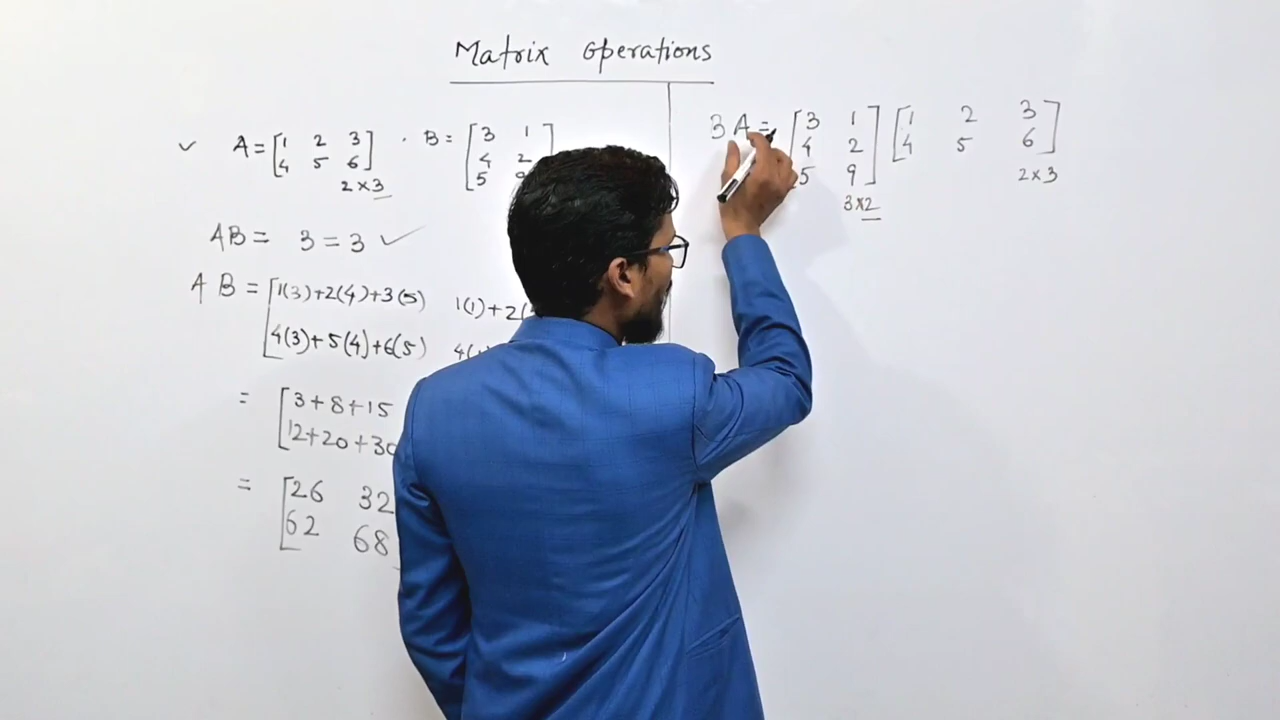 Matrix Operations
✓ A = [1 2 3 · B = [3 1
4 5 6] 4 2
2×3 5
AB = 3 = 3 ✓
AB = [1(3)+2(4)+3(5) 1(1)+2(
4(3)+5(4)+6(5) 4(
= [3+8+15
12+20+30
= [26 32
62 68
BA = [3 1] [1 2 3]
4 2 4 5 6
5 9 2×3
3×2